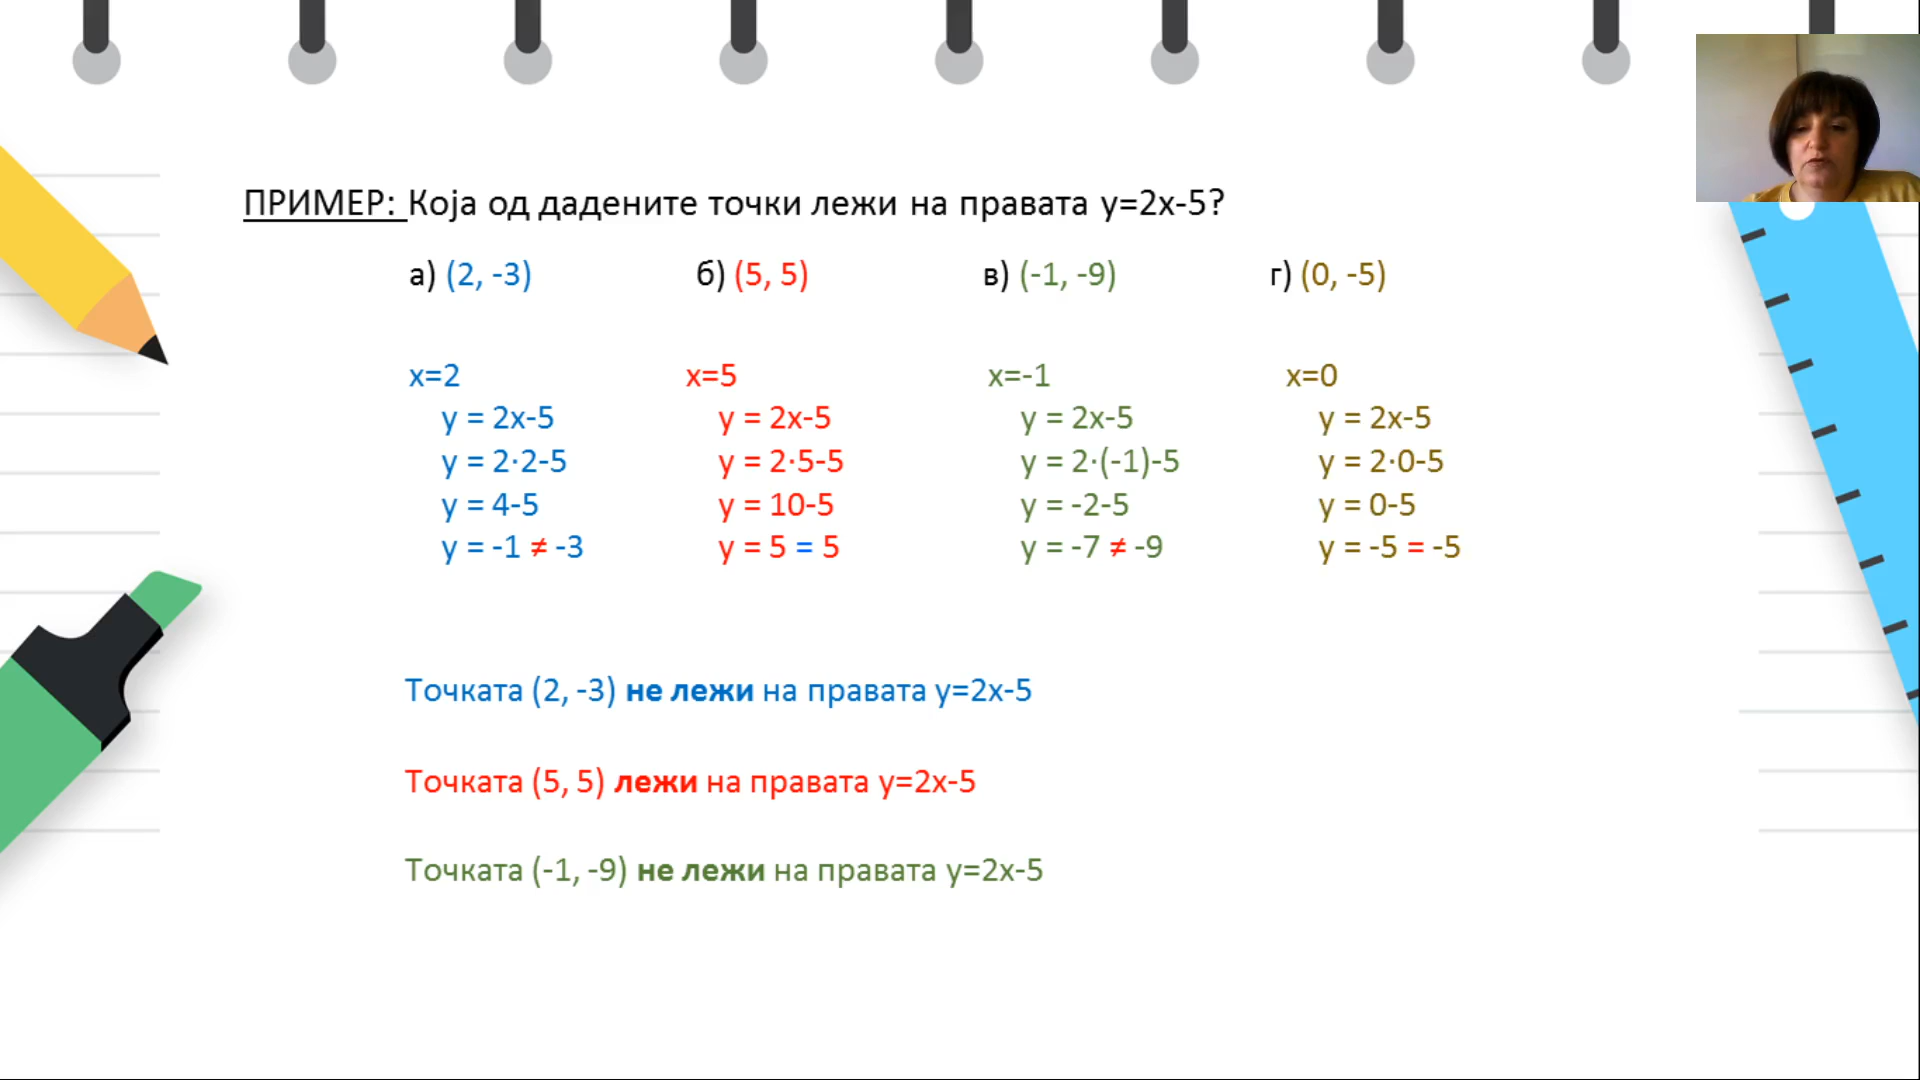 ПРИМЕР: Која од дадените точки лежи на правата y=2x-5?
а) (2, -3) б) (5, 5) в) (-1, -9) г) (0, -5)
x=2 x=5 x=-1 x=0
y = 2x-5 y = 2x-5 y = 2x-5 y = 2x-5
y = 2·2-5 y = 2·5-5 y = 2·(-1)-5 y = 2·0-5
y = 4-5 y = 10-5 y = -2-5 y = 0-5
y = -1 ≠ -3 y = 5 = 5 y = -7 ≠ -9 y = -5 = -5
Точката (2, -3) не лежи на правата y=2x-5
Точката (5, 5) лежи на правата y=2x-5
Точката (-1, -9) не лежи на правата y=2x-5